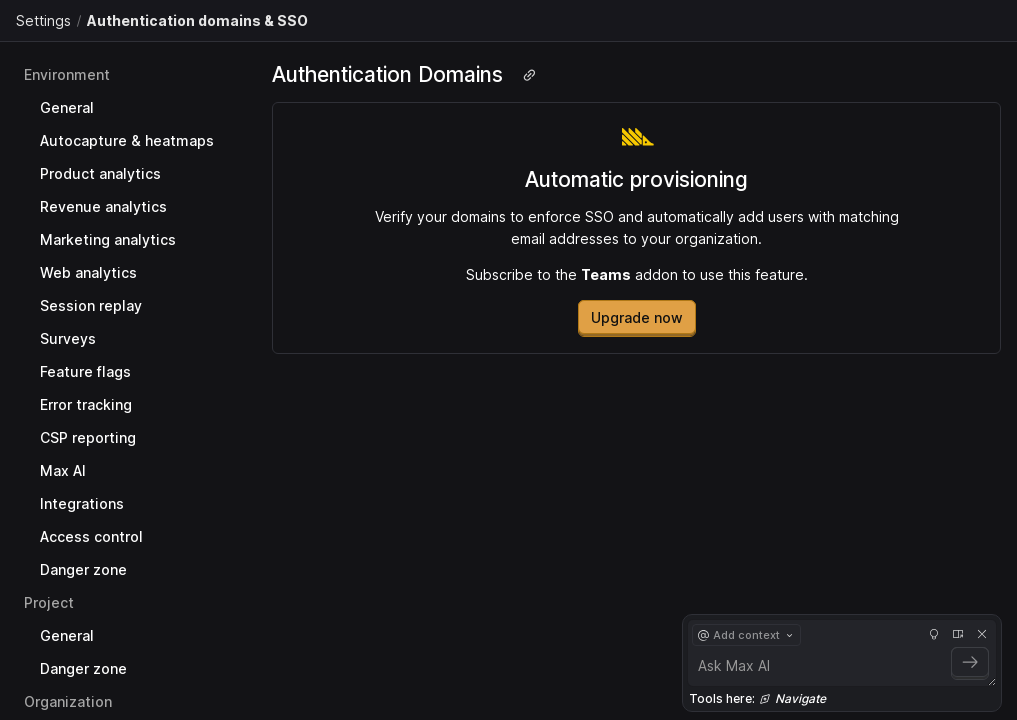 Settings / Authentication domains & SSO
Environment
General
Autocapture & heatmaps
Product analytics
Revenue analytics
Marketing analytics
Web analytics
Session replay
Surveys
Feature flags
Error tracking
CSP reporting
Max AI
Integrations
Access control
Danger zone
Project
General
Danger zone
Organization
Authentication Domains
Automatic provisioning
Verify your domains to enforce SSO and automatically add users with matching
email addresses to your organization.
Subscribe to the Teams addon to use this feature.
Upgrade now
@ Add context
Ask Max AI
Tools here: Navigate